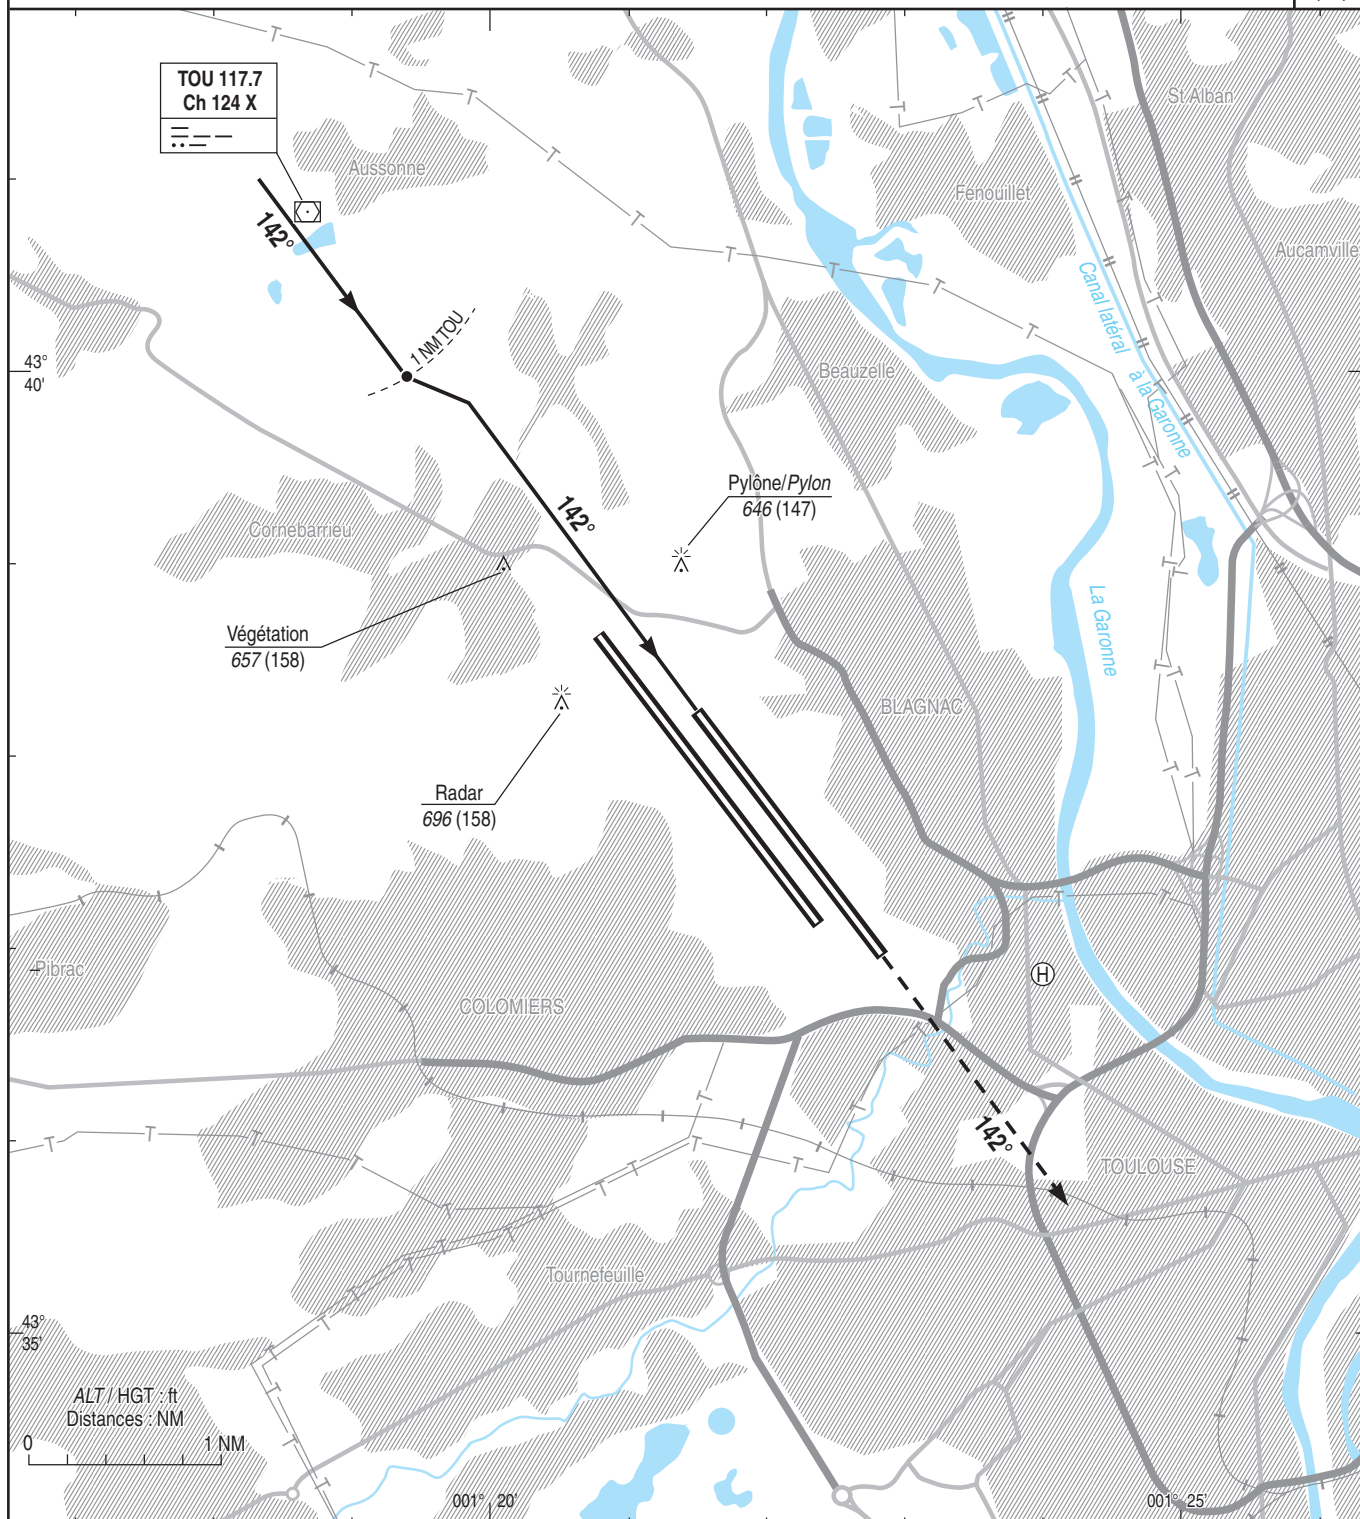 TOU 117.7
Ch 124 X
St Alban
Aussonne
Fenouillet
142°
Aucamville
Canal latéral à la Garonne
1 NM TOU
43°
40'
Beauzelle
Pylône/Pylon
646 (147)
142°
Cornebarrieu
La Garonne
Végétation
657 (158)
BLAGNAC
Radar
696 (158)
Pibrac
H
COLOMIERS
142°
TOULOUSE
Tournefeuille
43°
35'
ALT / HGT : ft
Distances : NM
0 1 NM
001° 20' 001° 25'